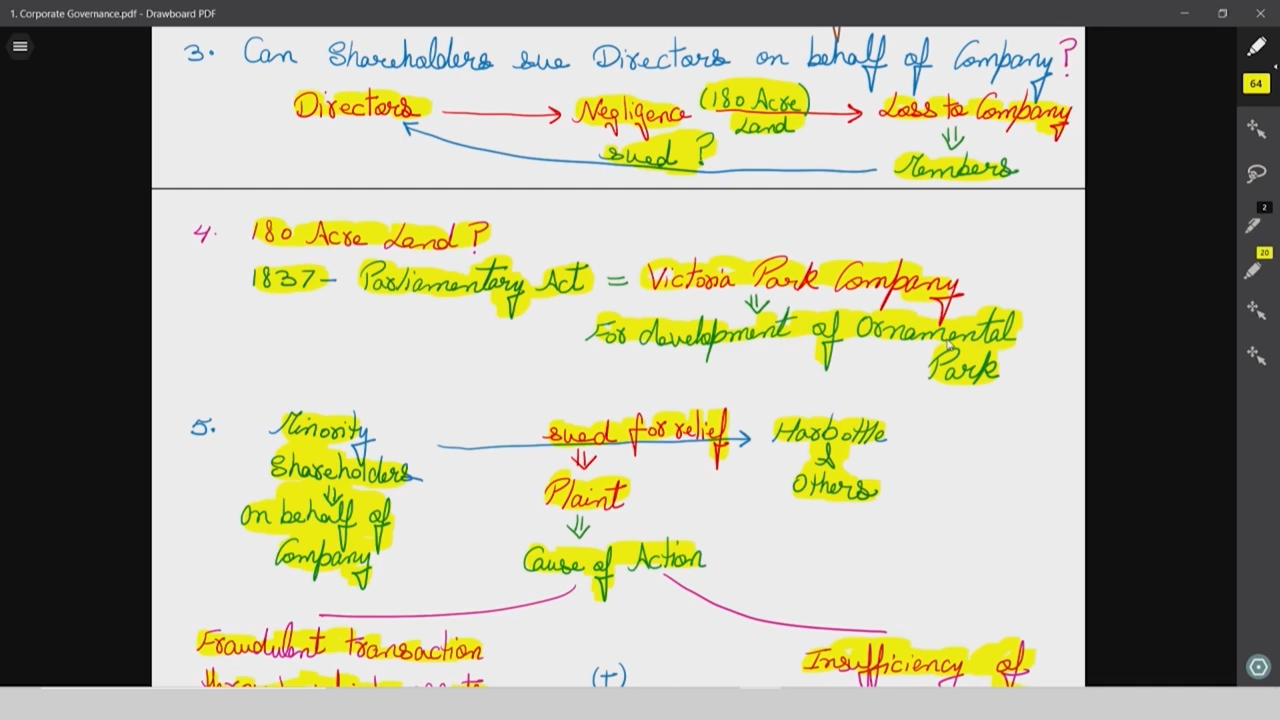 1. Corporate Governance.pdf - Drawboard PDF
3. Can Shareholders sue Directors on behalf of Company?
Directors Negligence (180 Acre) Loss to Company
Land
sued ?
Members
4. 180 Acre Land ?
1837- Parliamentary Act = Victoria Park Company
For development of Ornamental
Park
5. Minority sued for relief Harbottle
Shareholders &
Plaint Others
On behalf of
Company Cause of Action
Fraudulent transaction Insufficiency of
(+)
64
2
20